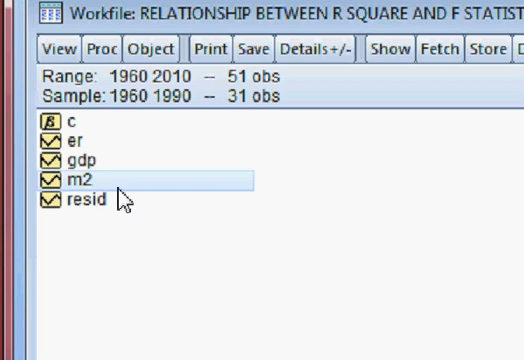 Workfile: RELATIONSHIP BETWEEN R SQUARE AND F STATIST
View Proc Object Print Save Details+/- Show Fetch Store
Range: 1960 2010 -- 51 obs
Sample: 1960 1990 -- 31 obs
β c
er
gdp
m2
resid